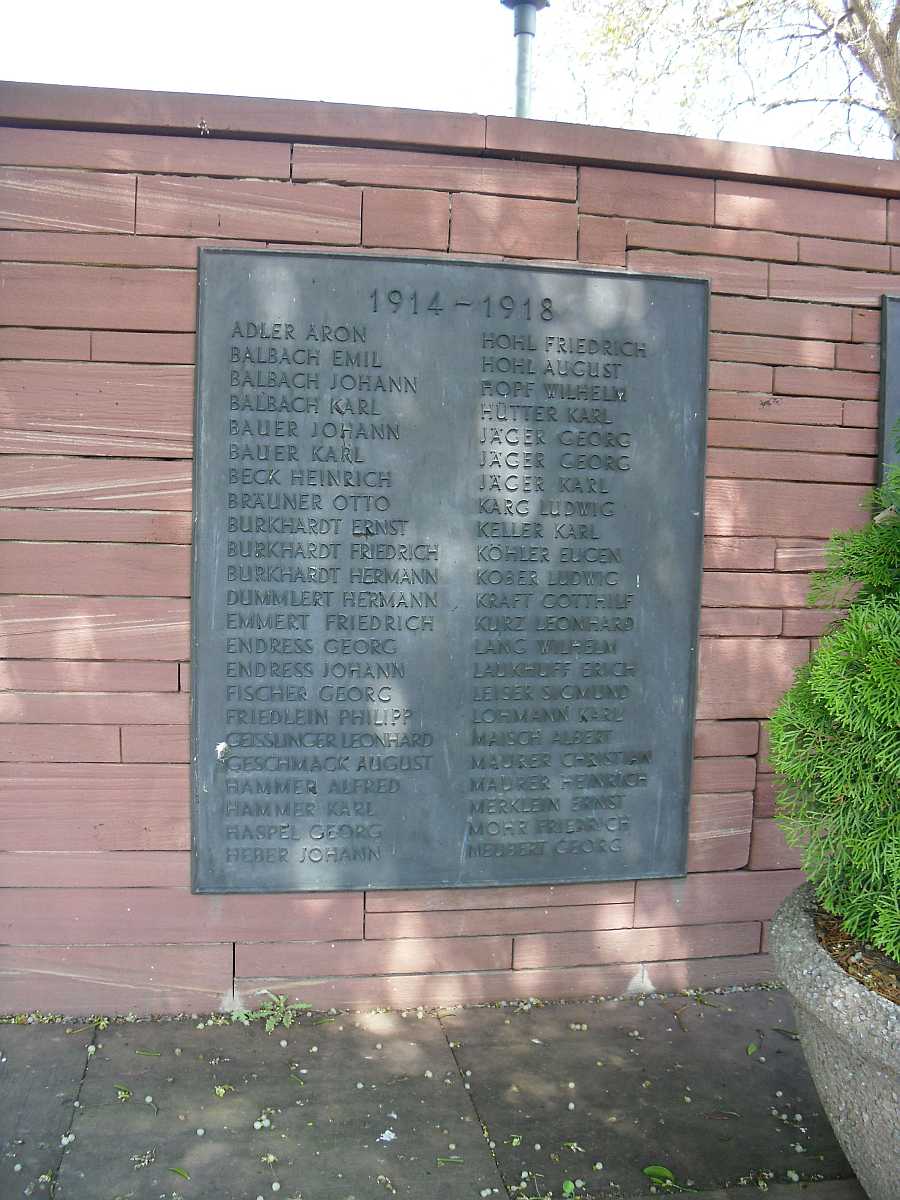 1914-1918
ADLER ARON
BALBACH EMIL
BALBACH JOHANN
BALBACH KARL
BAUER JOHANN
BAUER KARL
BECK HEINRICH
BRÄUNER OTTO
BURKHARDT ERNST
BURKHARDT FRIEDRICH
BURKHARDT HERMANN
DUMMLERT HERMANN
EMMERT FRIEDRICH
ENDRESS GEORG
ENDRESS JOHANN
FISCHER GEORG
FRIEDLEIN PHILIPP
GEISSLINGER LEONHARD
GESCHMACK AUGUST
HAMMER ALFRED
HAMMER KARL
HASPEL GEORG
HEBER JOHANN
HOHL FRIEDRICH
HOHL AUGUST
HOPF WILHELM
HÜTTER KARL
JÄGER GEORG
JÄGER GEORG
JÄGER KARL
KARG LUDWIG
KELLER KARL
KÖHLER EUGEN
KOBER LUDWIG
KRAFT GOTTHILF
KURZ LEONHARD
LANG WILHELM
LAUKHUFF ERICH
LEISER SIGMUND
LOHMANN KARL
MAISCH ALBERT
MAURER CHRISTIAN
MAURER HEINRICH
MERKLEIN ERNST
MOHR FRIEDRICH
NEUBERT GEORG